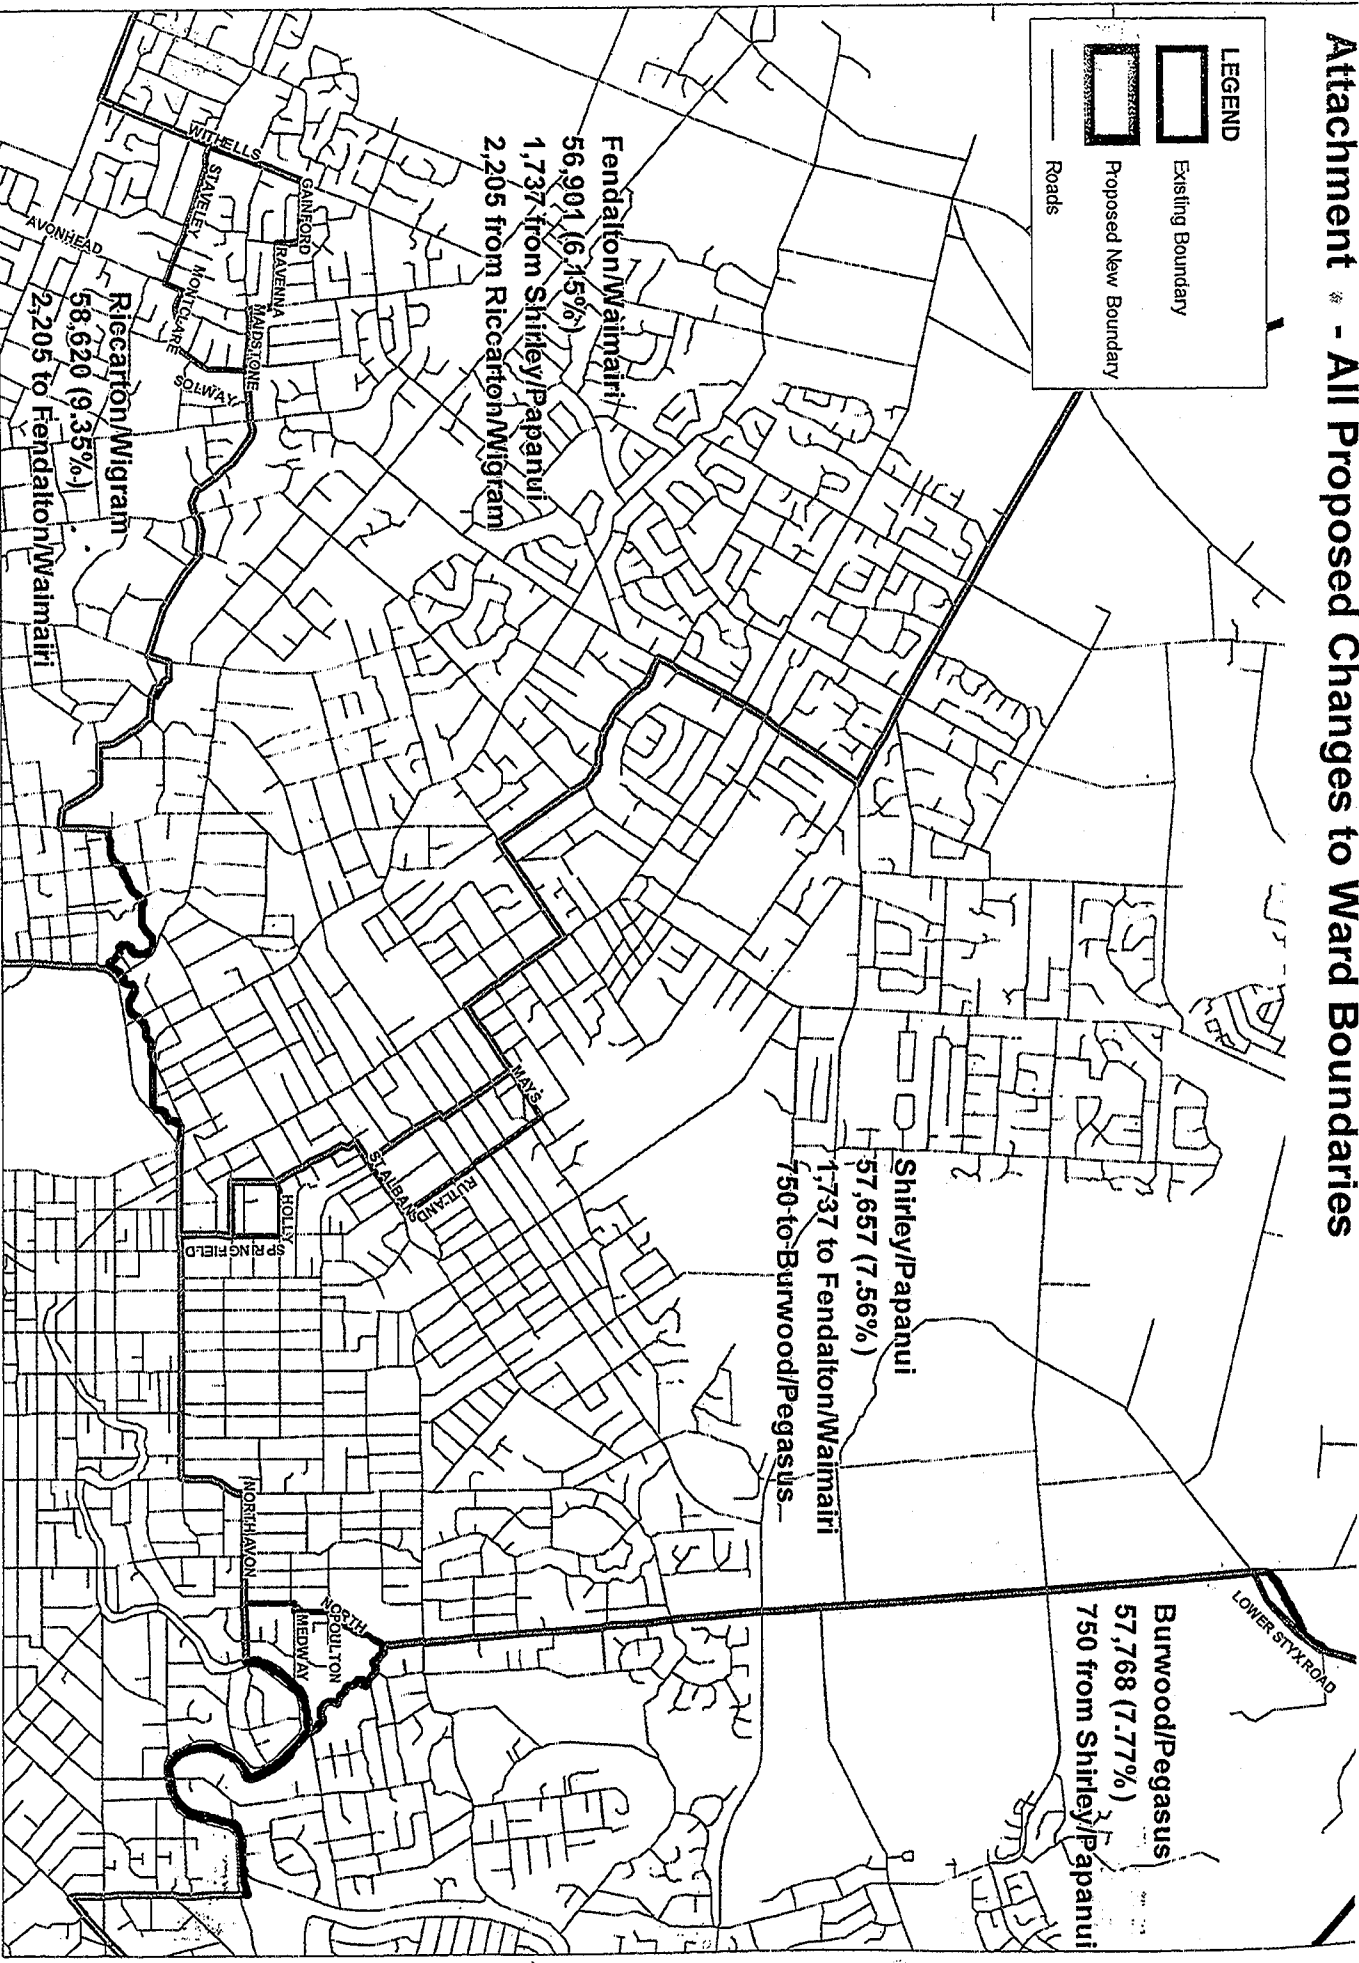 Attachment - All Proposed Changes to Ward Boundaries
LEGEND
Existing Boundary
Proposed New Boundary
Roads
Fendalton/Waimairi
56,901 (6.15%)
1,737 from Shirley/Papanui
2,205 from Riccarton/Wigram
Riccarton/Wigram
58,620 (9.35%)
2,205 to Fendalton/Waimairi
Shirley/Papanui
57,657 (7.56%)
1,737 to Fendalton/Waimairi
750 to Burwood/Pegasus
Burwood/Pegasus
57,768 (7.77%)
750 from Shirley/Papanui
WITHELLS
GAINFORD
RAVENNA
STAVELEY
AVONHEAD
MONTCLARE
MAIDSTONE
SOLWAY
MAYS
RUTLAND
ST ALBANS
HOLLY
SPRINGFIELD
NORTH AVON
NORTH
POULTON
MEDWAY
LOWER STYX ROAD